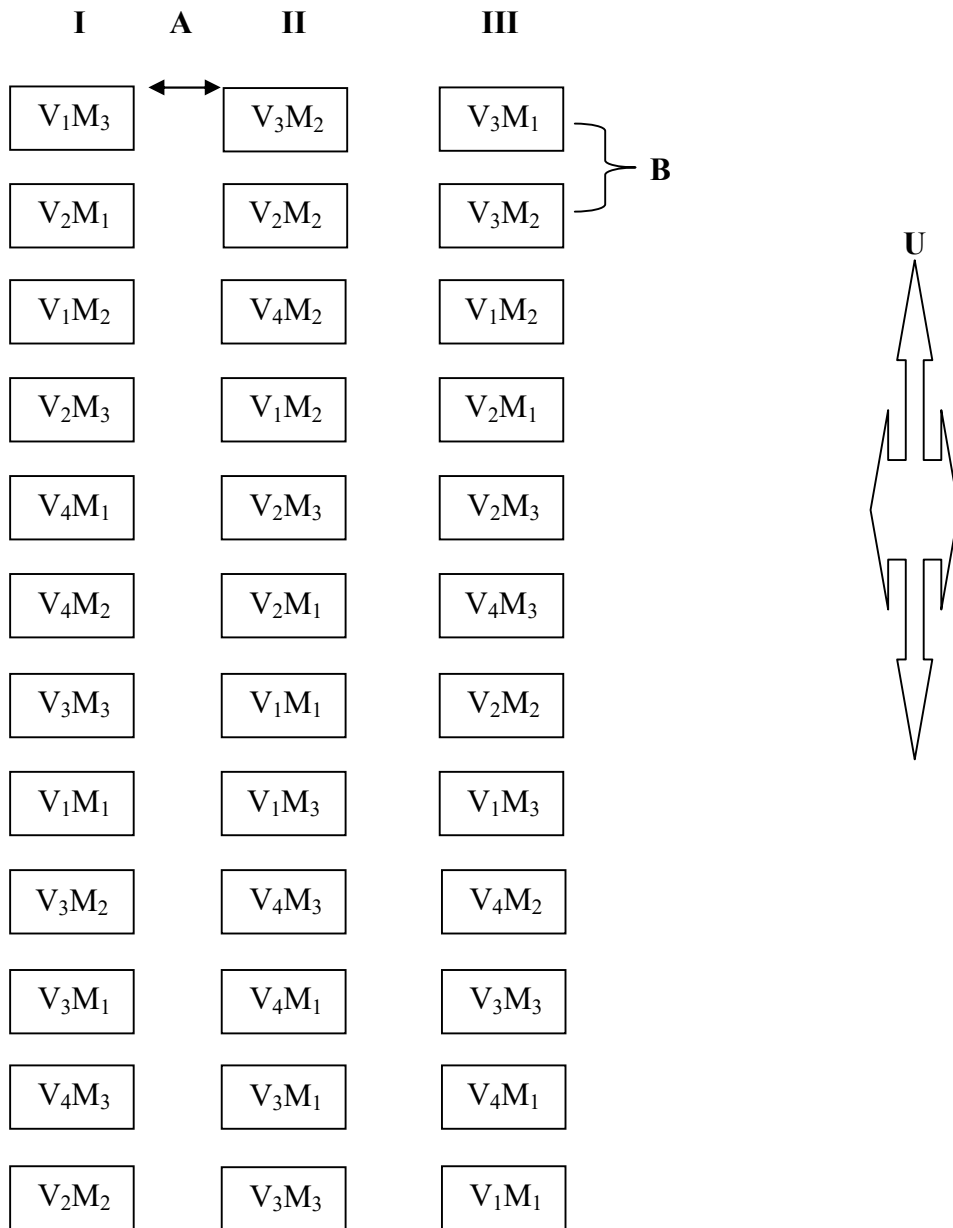 I A II III
V₁M₃ V₃M₂ V₃M₁
B
V₂M₁ V₂M₂ V₃M₂
U
V₁M₂ V₄M₂ V₁M₂
V₂M₃ V₁M₂ V₂M₁
V₄M₁ V₂M₃ V₂M₃
V₄M₂ V₂M₁ V₄M₃
V₃M₃ V₁M₁ V₂M₂
V₁M₁ V₁M₃ V₁M₃
V₃M₂ V₄M₃ V₄M₂
V₃M₁ V₄M₁ V₃M₃
V₄M₃ V₃M₁ V₄M₁
V₂M₂ V₃M₃ V₁M₁